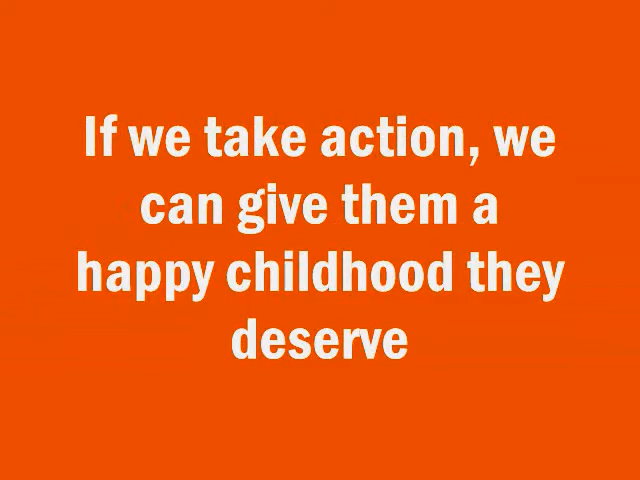 If we take action, we
can give them a
happy childhood they
deserve